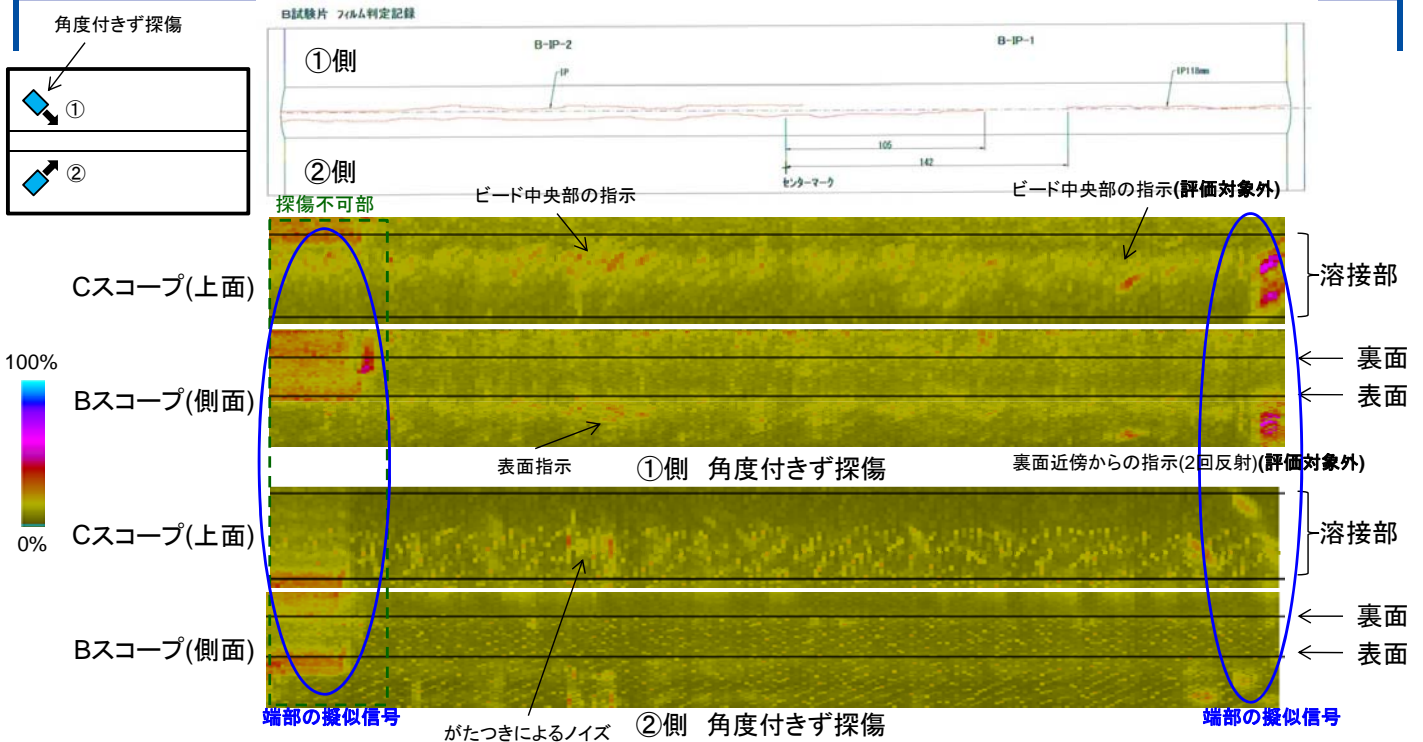 角度付きず探傷
①
②
B試験片 フィルム判定記録
①側
B-IP-2
B-IP-1
IP
IP118mm
105
142
②側
センターマーク
探傷不可部
ビード中央部の指示
ビード中央部の指示(評価対象外)
Cスコープ(上面)
溶接部
100%
0%
Bスコープ(側面)
裏面
表面
表面指示
①側 角度付きず探傷
裏面近傍からの指示(2回反射)(評価対象外)
Cスコープ(上面)
溶接部
Bスコープ(側面)
裏面
表面
端部の擬似信号
がたつきによるノイズ
②側 角度付きず探傷
端部の擬似信号